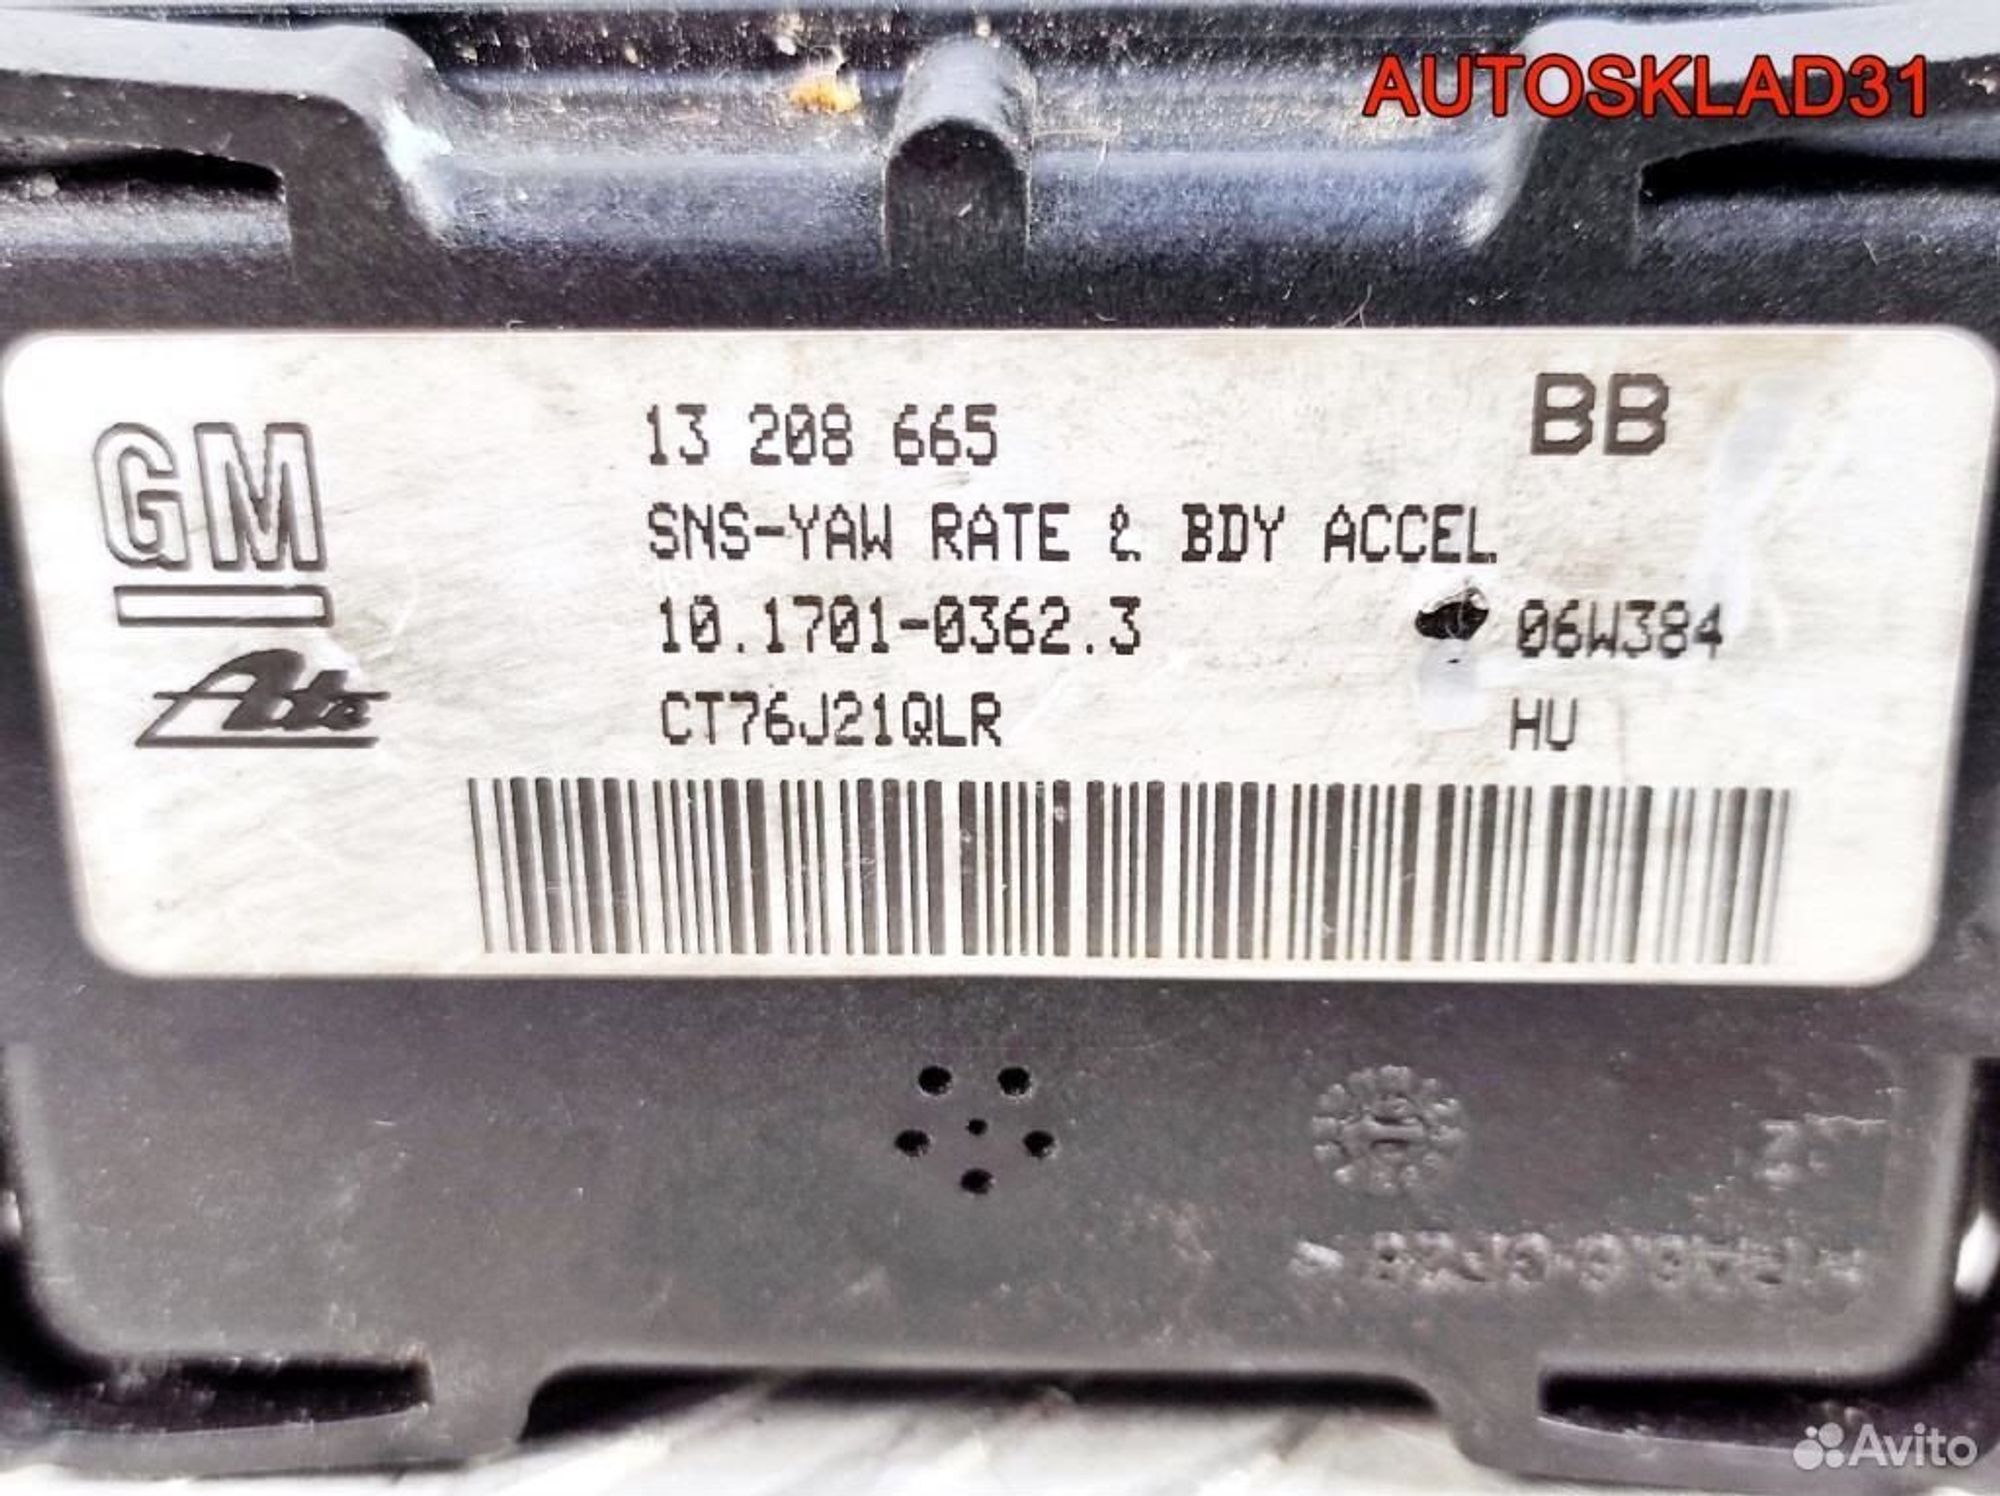 AUTOSKLAD31
13 208 665 BB
GM
SNS-YAW RATE & BDY ACCEL
10.1701-0362.3 06W384
Ate
CT76J21QLR HU
Avito